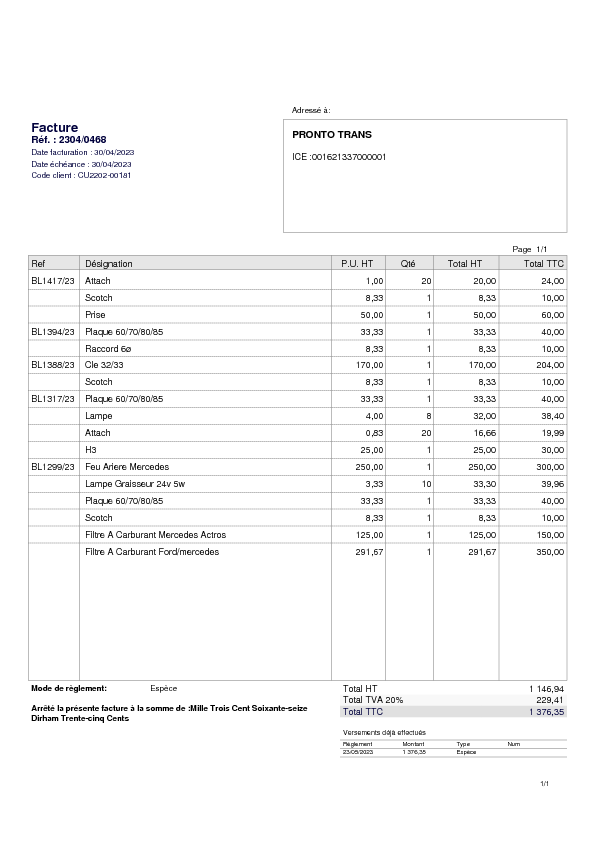 Adressé à:
Facture
Réf. : 2304/0468
Date facturation : 30/04/2023
Date échéance : 30/04/2023
Code client : CU2202-00181
PRONTO TRANS
ICE :001621337000001
Page 1/1
Ref Désignation P.U. HT Qté Total HT Total TTC
BL1417/23 Attach 1,00 20 20,00 24,00
Scotch 8,33 1 8,33 10,00
Prise 50,00 1 50,00 60,00
BL1394/23 Plaque 60/70/80/85 33,33 1 33,33 40,00
Raccord 6ø 8,33 1 8,33 10,00
BL1388/23 Cle 32/33 170,00 1 170,00 204,00
Scotch 8,33 1 8,33 10,00
BL1317/23 Plaque 60/70/80/85 33,33 1 33,33 40,00
Lampe 4,00 8 32,00 38,40
Attach 0,83 20 16,66 19,99
H3 25,00 1 25,00 30,00
BL1299/23 Feu Ariere Mercedes 250,00 1 250,00 300,00
Lampe Graisseur 24v 5w 3,33 10 33,30 39,96
Plaque 60/70/80/85 33,33 1 33,33 40,00
Scotch 8,33 1 8,33 10,00
Filtre A Carburant Mercedes Actros 125,00 1 125,00 150,00
Filtre A Carburant Ford/mercedes 291,67 1 291,67 350,00
Mode de règlement: Espèce
Total HT 1 146,94
Total TVA 20% 229,41
Total TTC 1 376,35
Arrêté la présente facture à la somme de :Mille Trois Cent Soixante-seize
Dirham Trente-cinq Cents
Versements déjà effectués
Règlement Montant Type Num
23/05/2023 1 376,35 Espèce
1/1